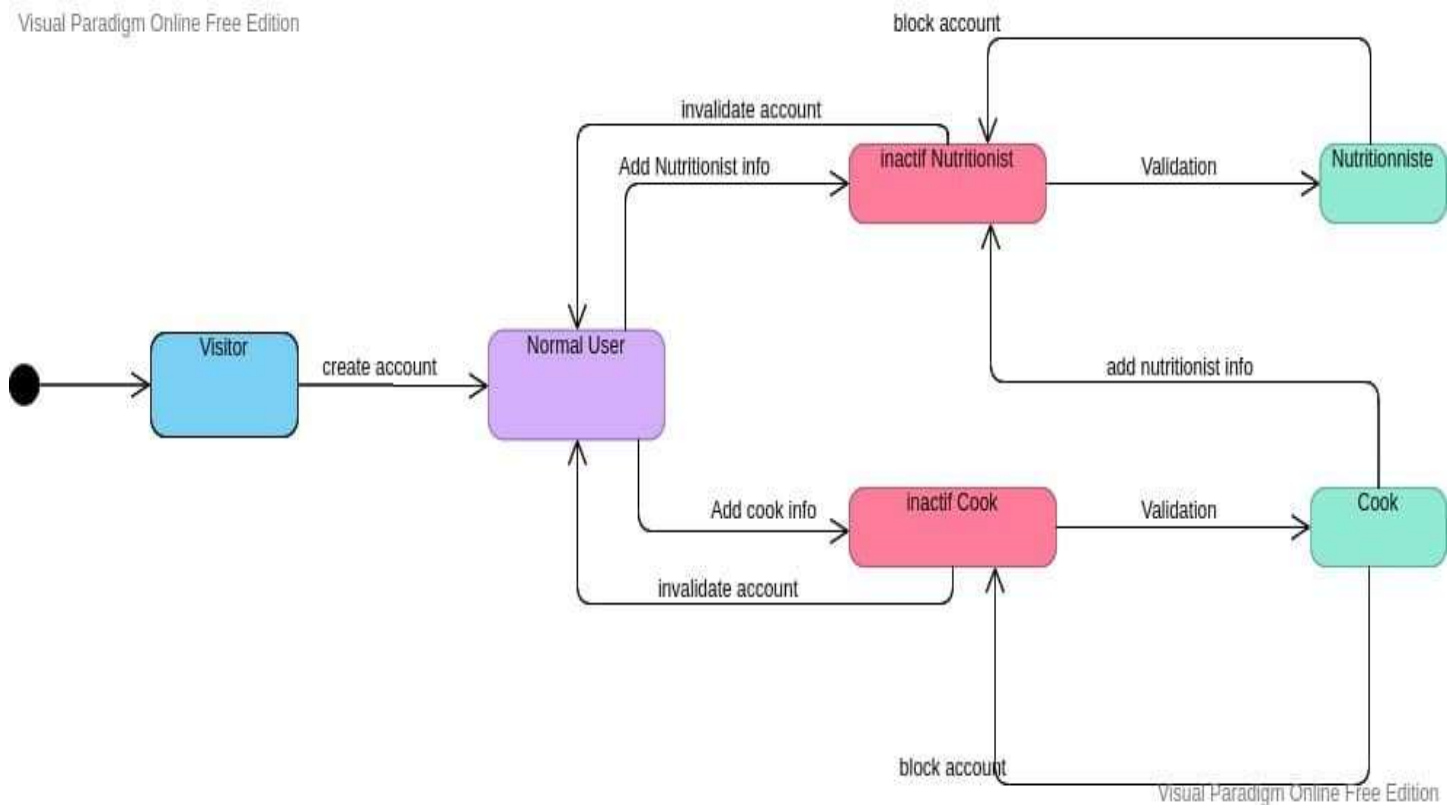 Visual Paradigm Online Free Edition
block account
invalidate account
Add Nutritionist info
inactif Nutritionist
Validation
Nutritionniste
Visitor
create account
Normal User
add nutritionist info
Add cook info
inactif Cook
Validation
Cook
invalidate account
block account
Visual Paradigm Online Free Edition